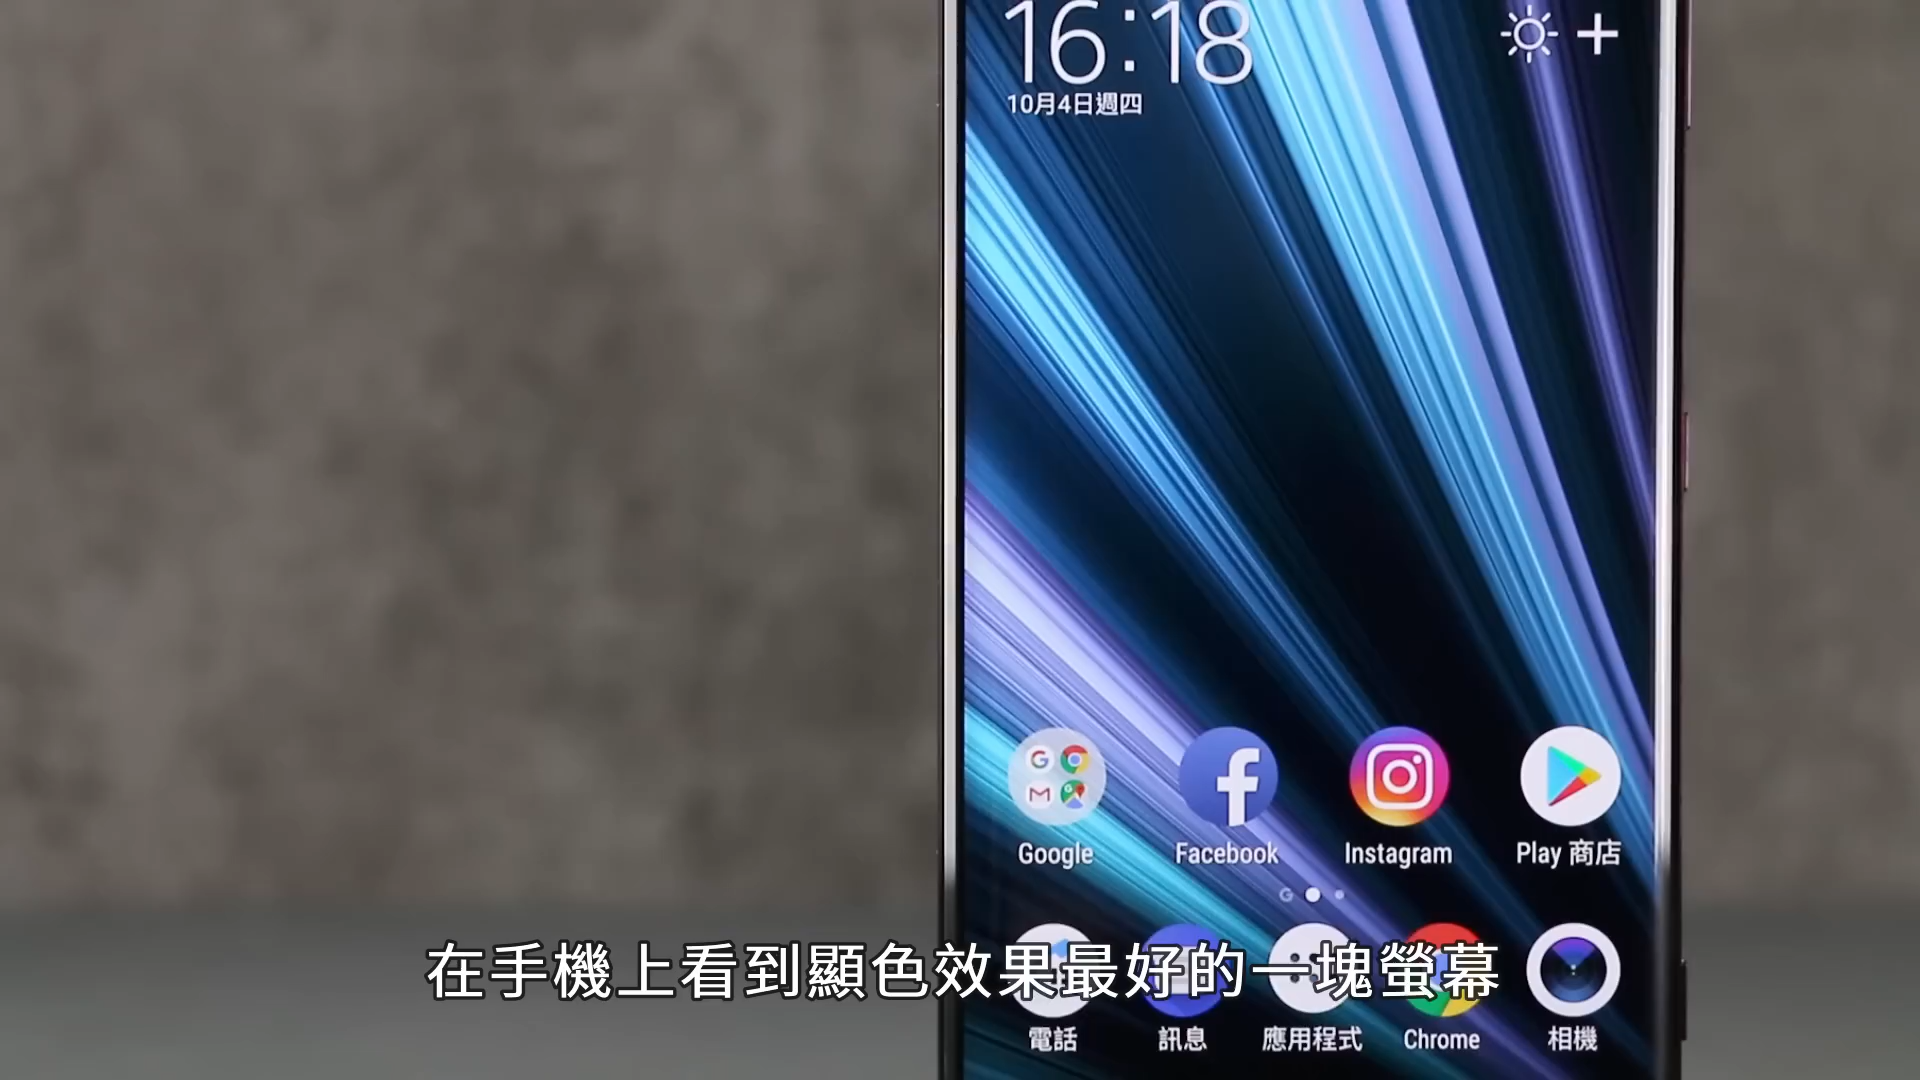 16:18
10月4日週四
Google
Facebook
Instagram
Play 商店
在手機上看到顯色效果最好的一塊螢幕
電話
訊息
應用程式
Chrome
相機